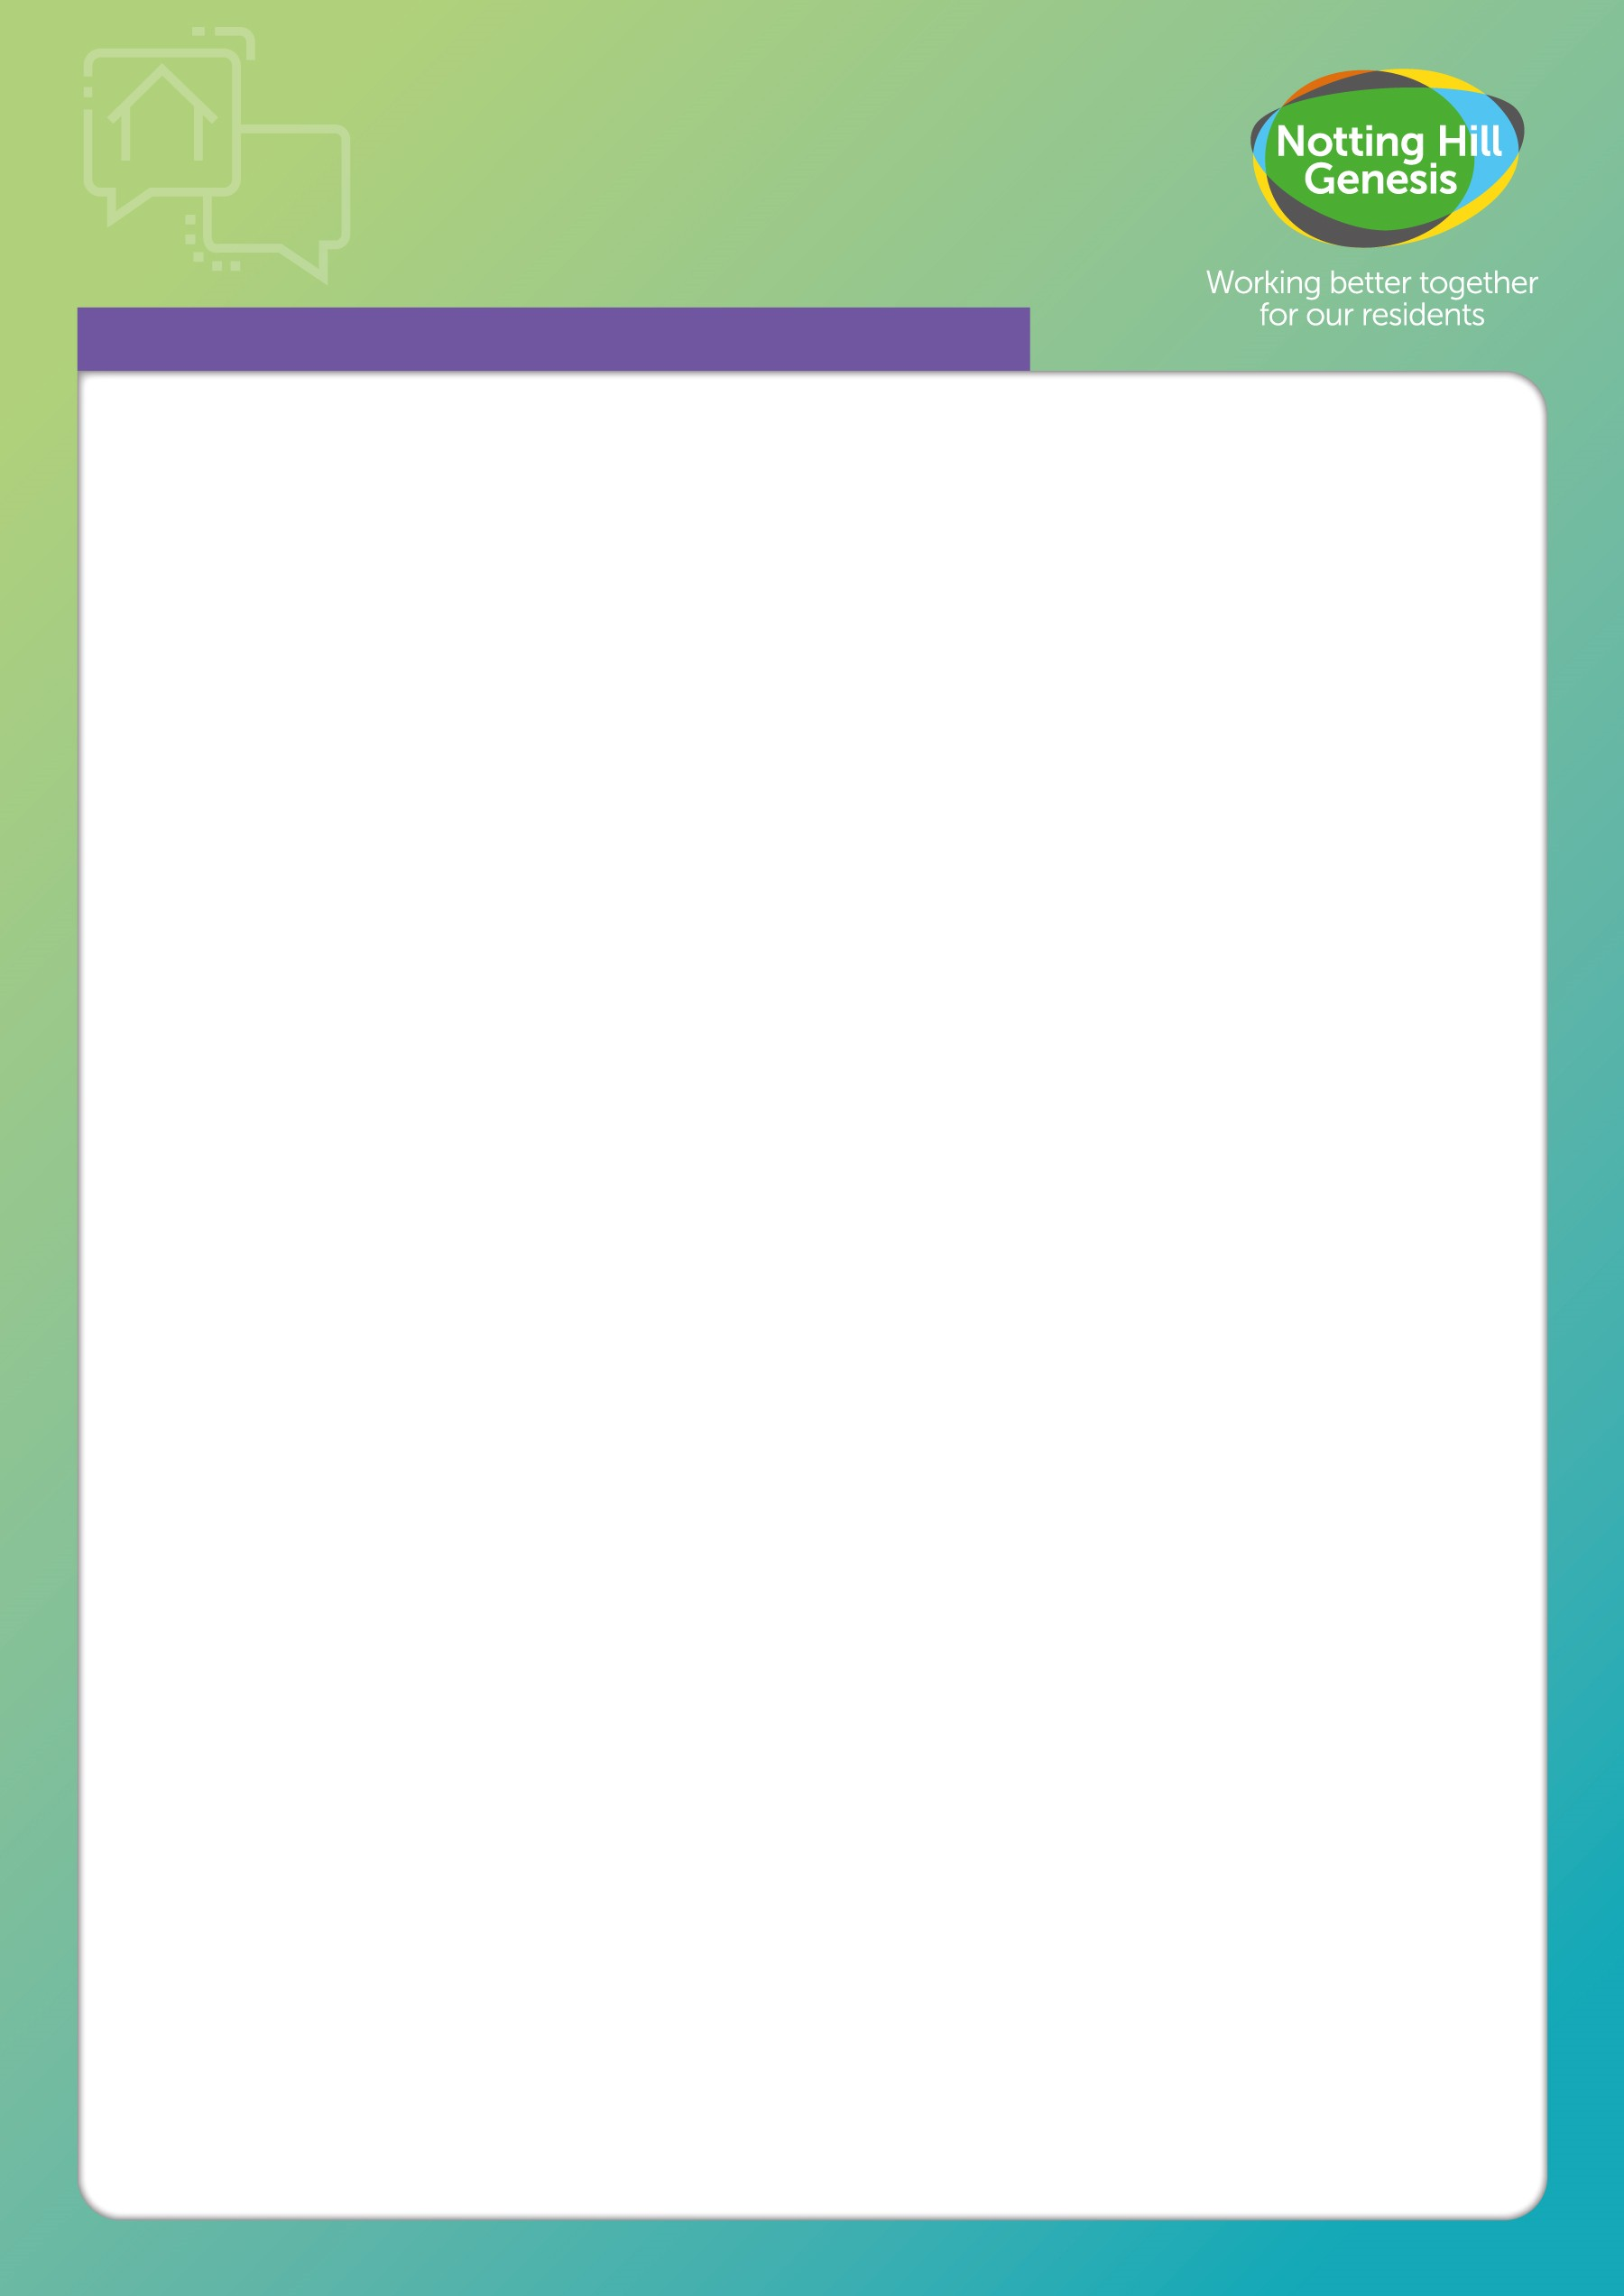 Notting Hill
Genesis
Working better together
for our residents